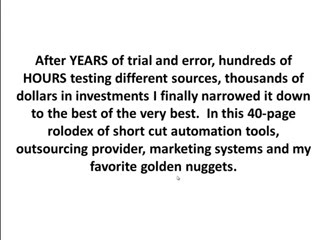 After YEARS of trial and error, hundreds of
HOURS testing different sources, thousands of
dollars in investments I finally narrowed it down
to the best of the very best.  In this 40-page
rolodex of short cut automation tools,
outsourcing provider, marketing systems and my
favorite golden nuggets.